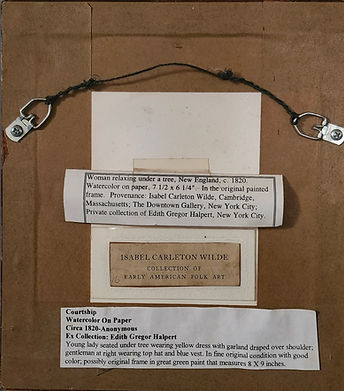 Woman relaxing under a tree, New England, c. 1820.
Watercolor on paper, 7 1/2 x 6 1/4" In the original painted
frame. Provenance: Isabel Carleton Wilde, Cambridge,
Massachusetts; The Downtown Gallery, New York City;
Private collection of Edith Gregor Halpert, New York City.
ISABEL CARLETON WILDE
COLLECTION OF
EARLY AMERICAN FOLK ART
Courtship
Watercolor On Paper
Circa 1820-Anonymous
Ex Collection: Edith Gregor Halpert
Young lady seated under tree wearing yellow dress with garland draped over shoulder;
gentleman at right wearing top hat and blue vest. In fine original condition with good
color; possibly original frame in great green paint that measures 8 X 9 inches.